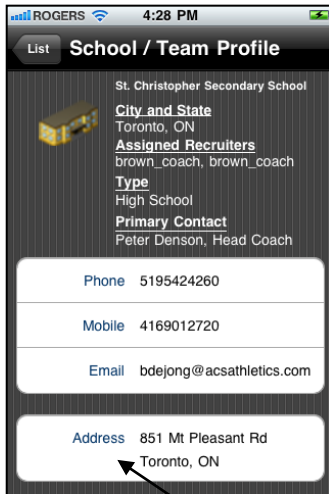 ROGERS 4:28 PM
List School / Team Profile
St. Christopher Secondary School
City and State
Toronto, ON
Assigned Recruiters
brown_coach, brown_coach
Type
High School
Primary Contact
Peter Denson, Head Coach
Phone 5195424260
Mobile 4169012720
Email bdejong@acsathletics.com
Address 851 Mt Pleasant Rd
Toronto, ON